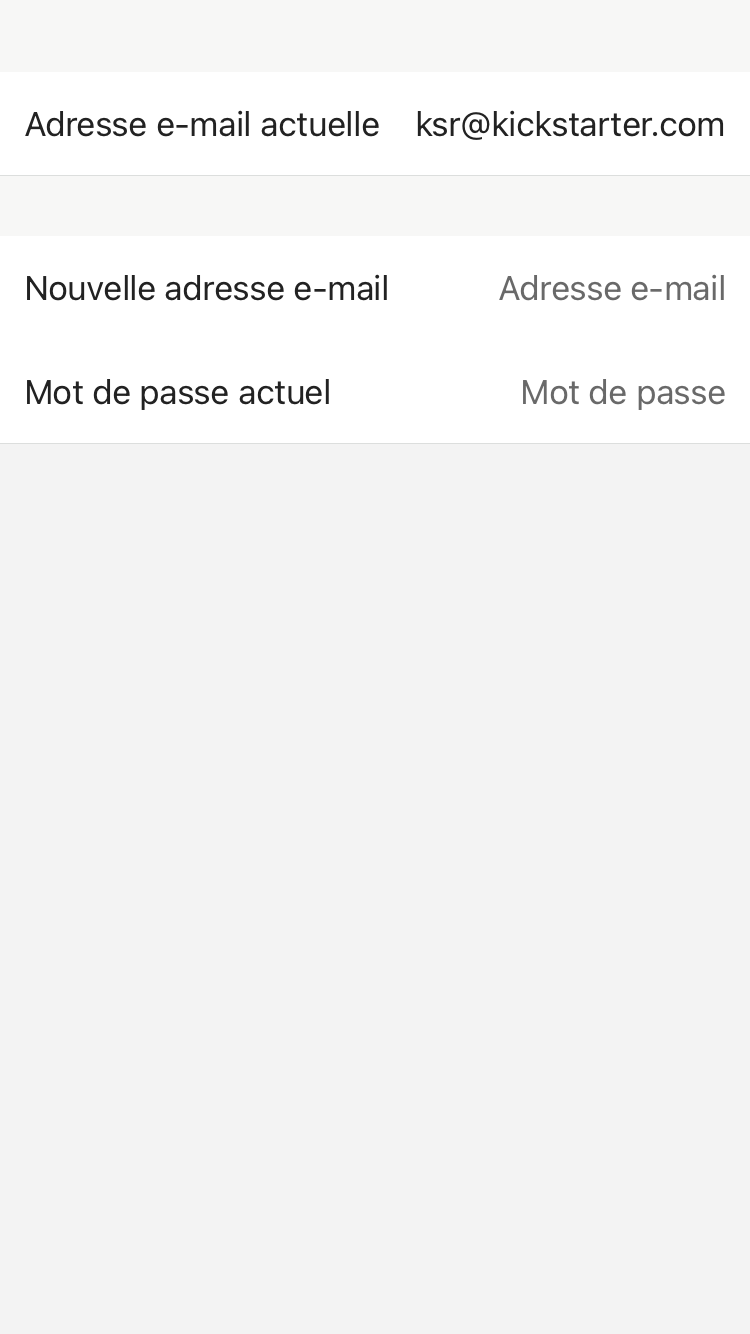 Adresse e-mail actuelle ksr@kickstarter.com
Nouvelle adresse e-mail Adresse e-mail
Mot de passe actuel Mot de passe